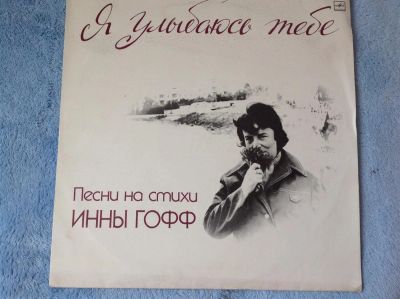 Я улыбаюсь тебе
Песни на стихи
ИННЫ ГОФФ